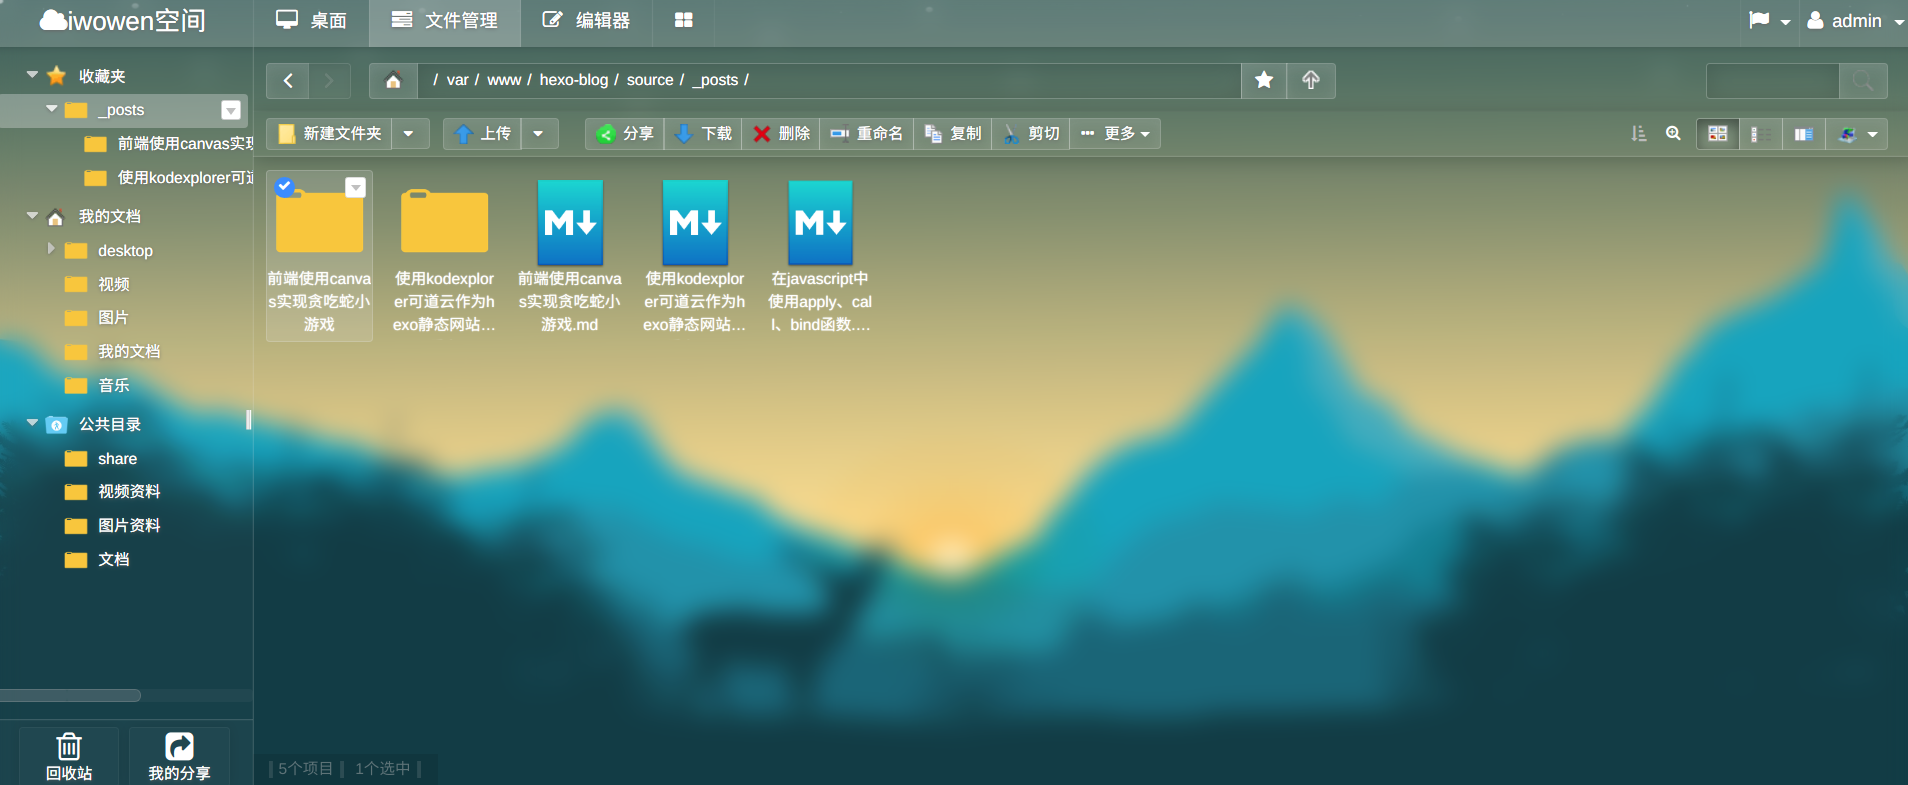 iwowen空间
桌面
文件管理
编辑器
admin
收藏夹
_posts
前端使用canvas实现
使用kodexplorer可道
我的文档
desktop
视频
图片
我的文档
音乐
公共目录
share
视频资料
图片资料
文档
回收站
我的分享
/ var / www / hexo-blog / source / _posts /
新建文件夹
上传
分享
下载
删除
重命名
复制
剪切
更多
前端使用canva
s实现贪吃蛇小
游戏
使用kodexplor
er可道云作为h
exo静态网站…
M
前端使用canva
s实现贪吃蛇小
游戏.md
M
使用kodexplor
er可道云作为h
exo静态网站…
M
在javascript中
使用apply、cal
l、bind函数.…
5个项目
1个选中